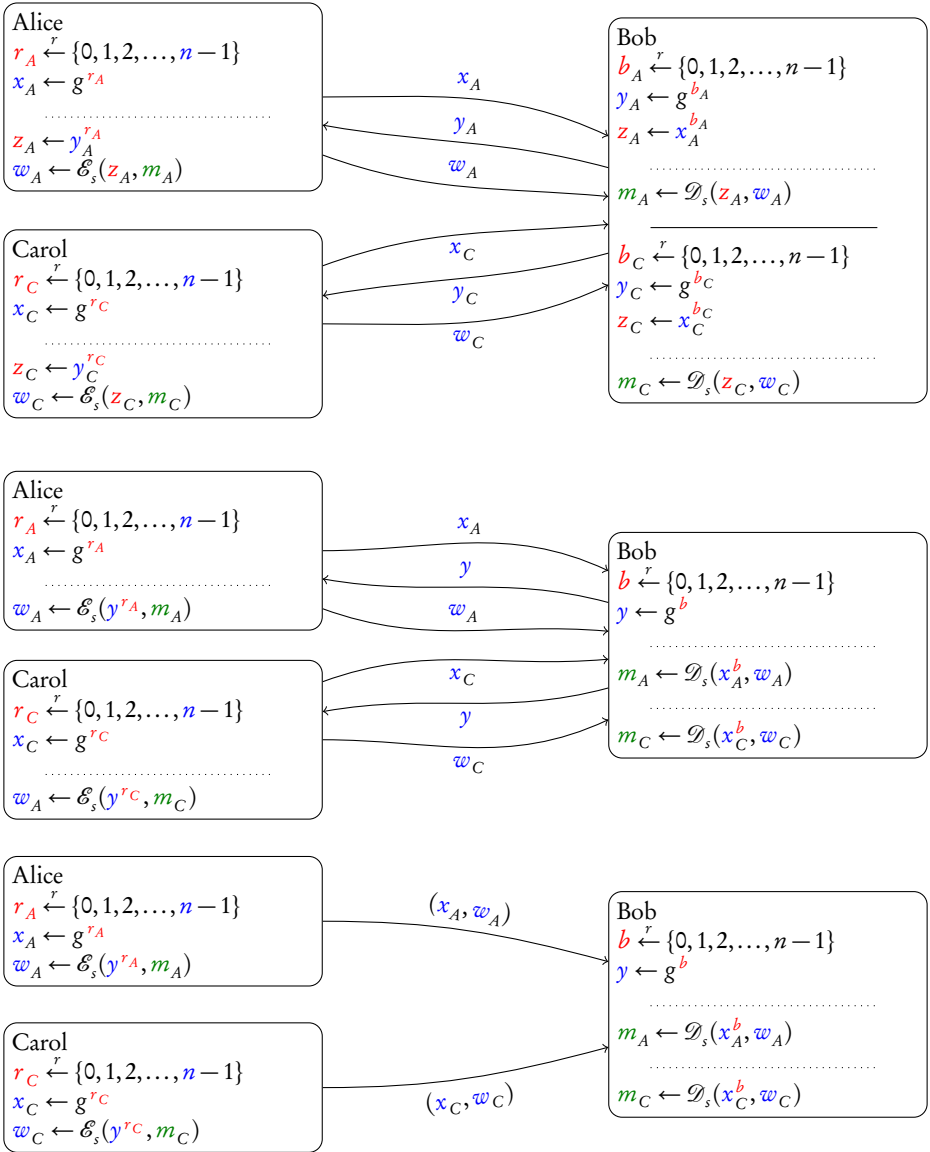 Alice
r_A ←^r {0,1,2,…,n−1}
x_A ← g^{r_A}
z_A ← y_A^{r_A}
w_A ← ℰ_s(z_A, m_A)
x_A
y_A
w_A
Bob
b_A ←^r {0,1,2,…,n−1}
y_A ← g^{b_A}
z_A ← x_A^{b_A}
m_A ← 𝒟_s(z_A, w_A)
b_C ←^r {0,1,2,…,n−1}
y_C ← g^{b_C}
z_C ← x_C^{b_C}
m_C ← 𝒟_s(z_C, w_C)
Carol
r_C ←^r {0,1,2,…,n−1}
x_C ← g^{r_C}
z_C ← y_C^{r_C}
w_C ← ℰ_s(z_C, m_C)
x_C
y_C
w_C
Alice
r_A ←^r {0,1,2,…,n−1}
x_A ← g^{r_A}
w_A ← ℰ_s(y^{r_A}, m_A)
x_A
y
w_A
Bob
b ←^r {0,1,2,…,n−1}
y ← g^b
m_A ← 𝒟_s(x_A^b, w_A)
m_C ← 𝒟_s(x_C^b, w_C)
Carol
r_C ←^r {0,1,2,…,n−1}
x_C ← g^{r_C}
w_A ← ℰ_s(y^{r_C}, m_C)
x_C
y
w_C
Alice
r_A ←^r {0,1,2,…,n−1}
x_A ← g^{r_A}
w_A ← ℰ_s(y^{r_A}, m_A)
(x_A, w_A)
Bob
b ←^r {0,1,2,…,n−1}
y ← g^b
m_A ← 𝒟_s(x_A^b, w_A)
m_C ← 𝒟_s(x_C^b, w_C)
Carol
r_C ←^r {0,1,2,…,n−1}
x_C ← g^{r_C}
w_C ← ℰ_s(y^{r_C}, m_C)
(x_C, w_C)